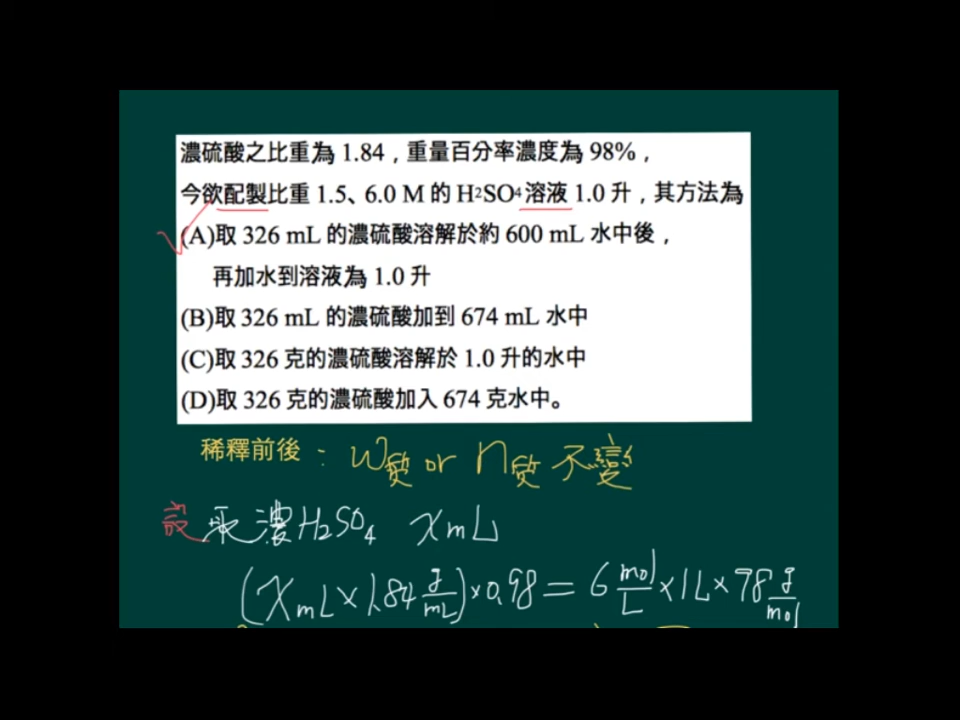 濃硫酸之比重為 1.84，重量百分率濃度為 98%，
今欲配製比重 1.5、6.0 M 的 H²SO⁴ 溶液 1.0 升，其方法為
(A)取 326 mL 的濃硫酸溶解於約 600 mL 水中後，
再加水到溶液為 1.0 升
(B)取 326 mL 的濃硫酸加到 674 mL 水中
(C)取 326 克的濃硫酸溶解於 1.0 升的水中
(D)取 326 克的濃硫酸加入 674 克水中。
稀釋前後：W質 or n質 不變
設 取濃H₂SO₄ x mL
(x mL × 1.84 g/mL) × 0.98 = 6 mol/L × 1L × 98 g/mol